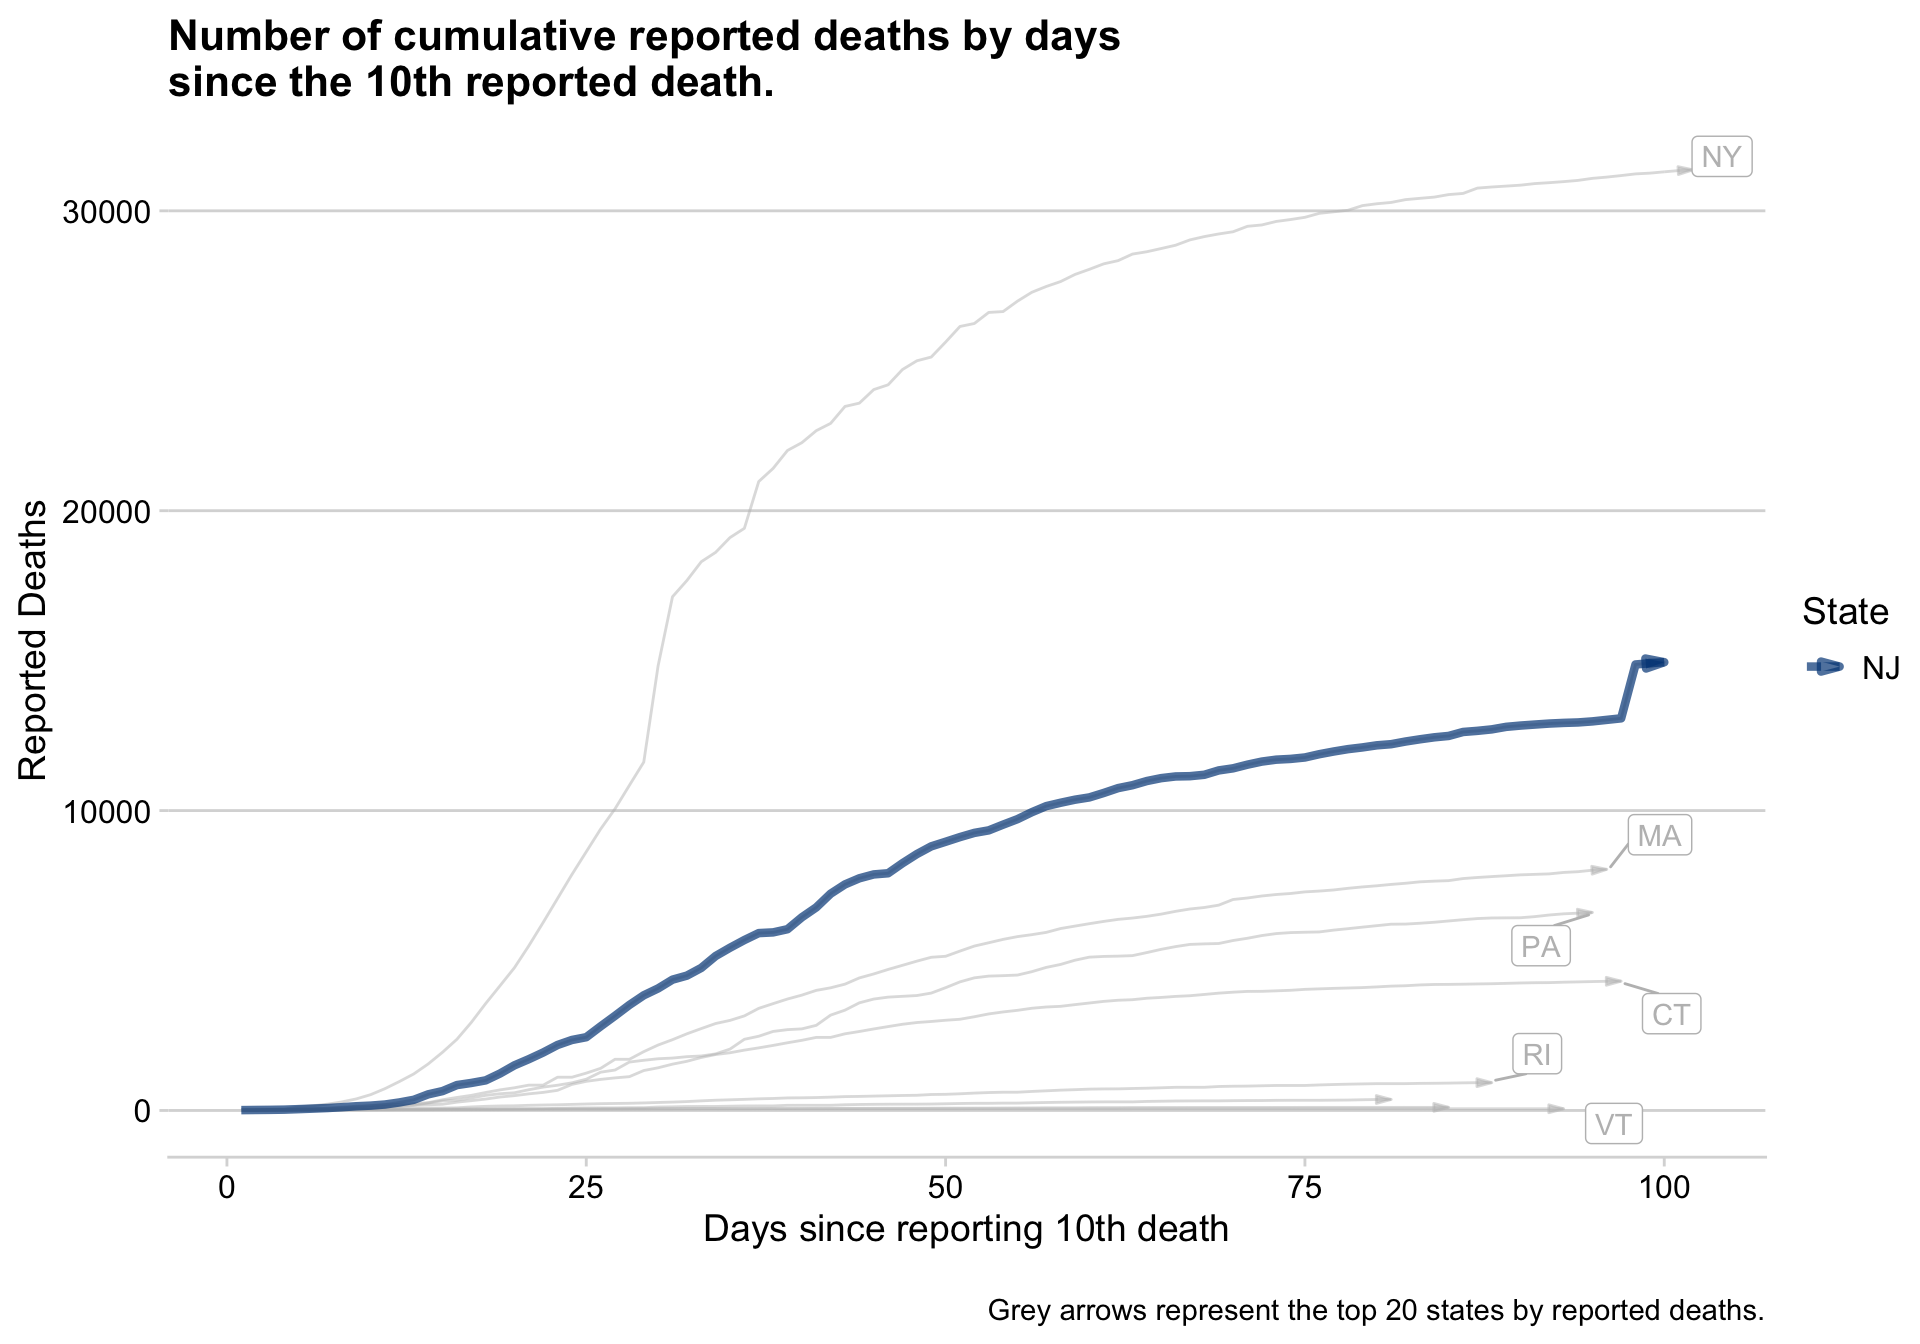 Number of cumulative reported deaths by days
since the 10th reported death.
NY
30000
20000
Reported Deaths
State
NJ
10000
MA
PA
CT
RI
0
VT
0 25 50 75 100
Days since reporting 10th death
Grey arrows represent the top 20 states by reported deaths.